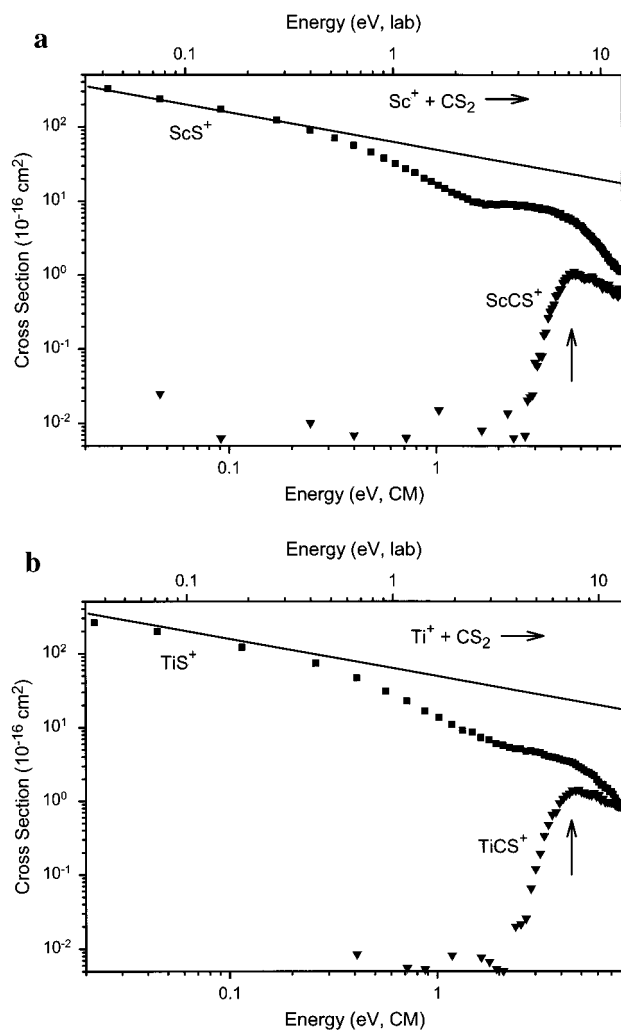 Energy (eV, lab)
a
0.1 1 10
Sc⁺ + CS₂
10²
ScS⁺
10¹
10⁰
ScCS⁺
10⁻¹
10⁻²
Cross Section (10⁻¹⁶ cm²)
0.1 1
Energy (eV, CM)
b
Energy (eV, lab)
0.1 1 10
Ti⁺ + CS₂
10²
TiS⁺
10¹
10⁰
TiCS⁺
10⁻¹
10⁻²
Cross Section (10⁻¹⁶ cm²)
0.1 1
Energy (eV, CM)